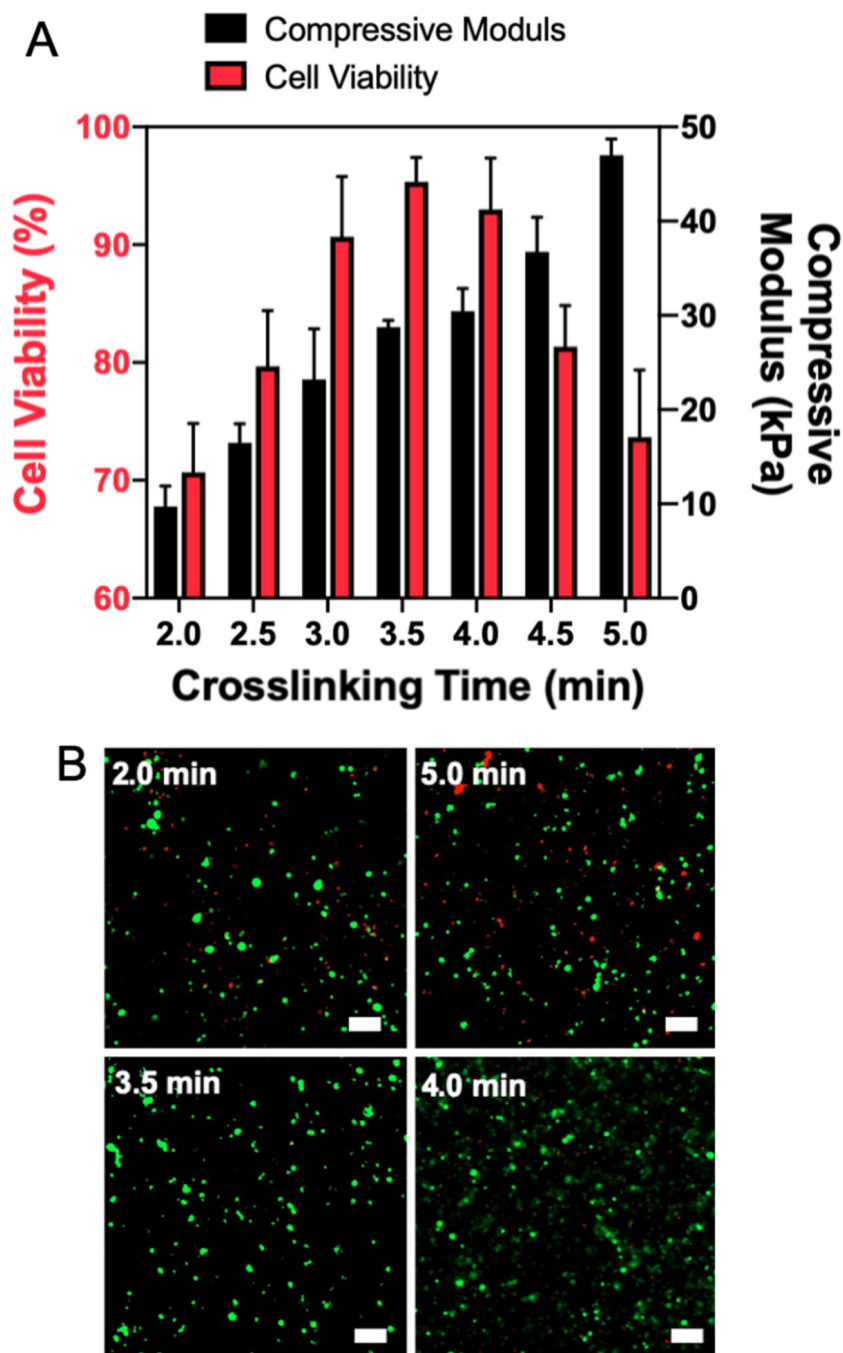 A
Compressive Moduls
Cell Viability
100
90
80
70
60
Cell Viability (%)
50
40
30
20
10
0
Compressive
Modulus (kPa)
2.0 2.5 3.0 3.5 4.0 4.5 5.0
Crosslinking Time (min)
B
2.0 min
5.0 min
3.5 min
4.0 min